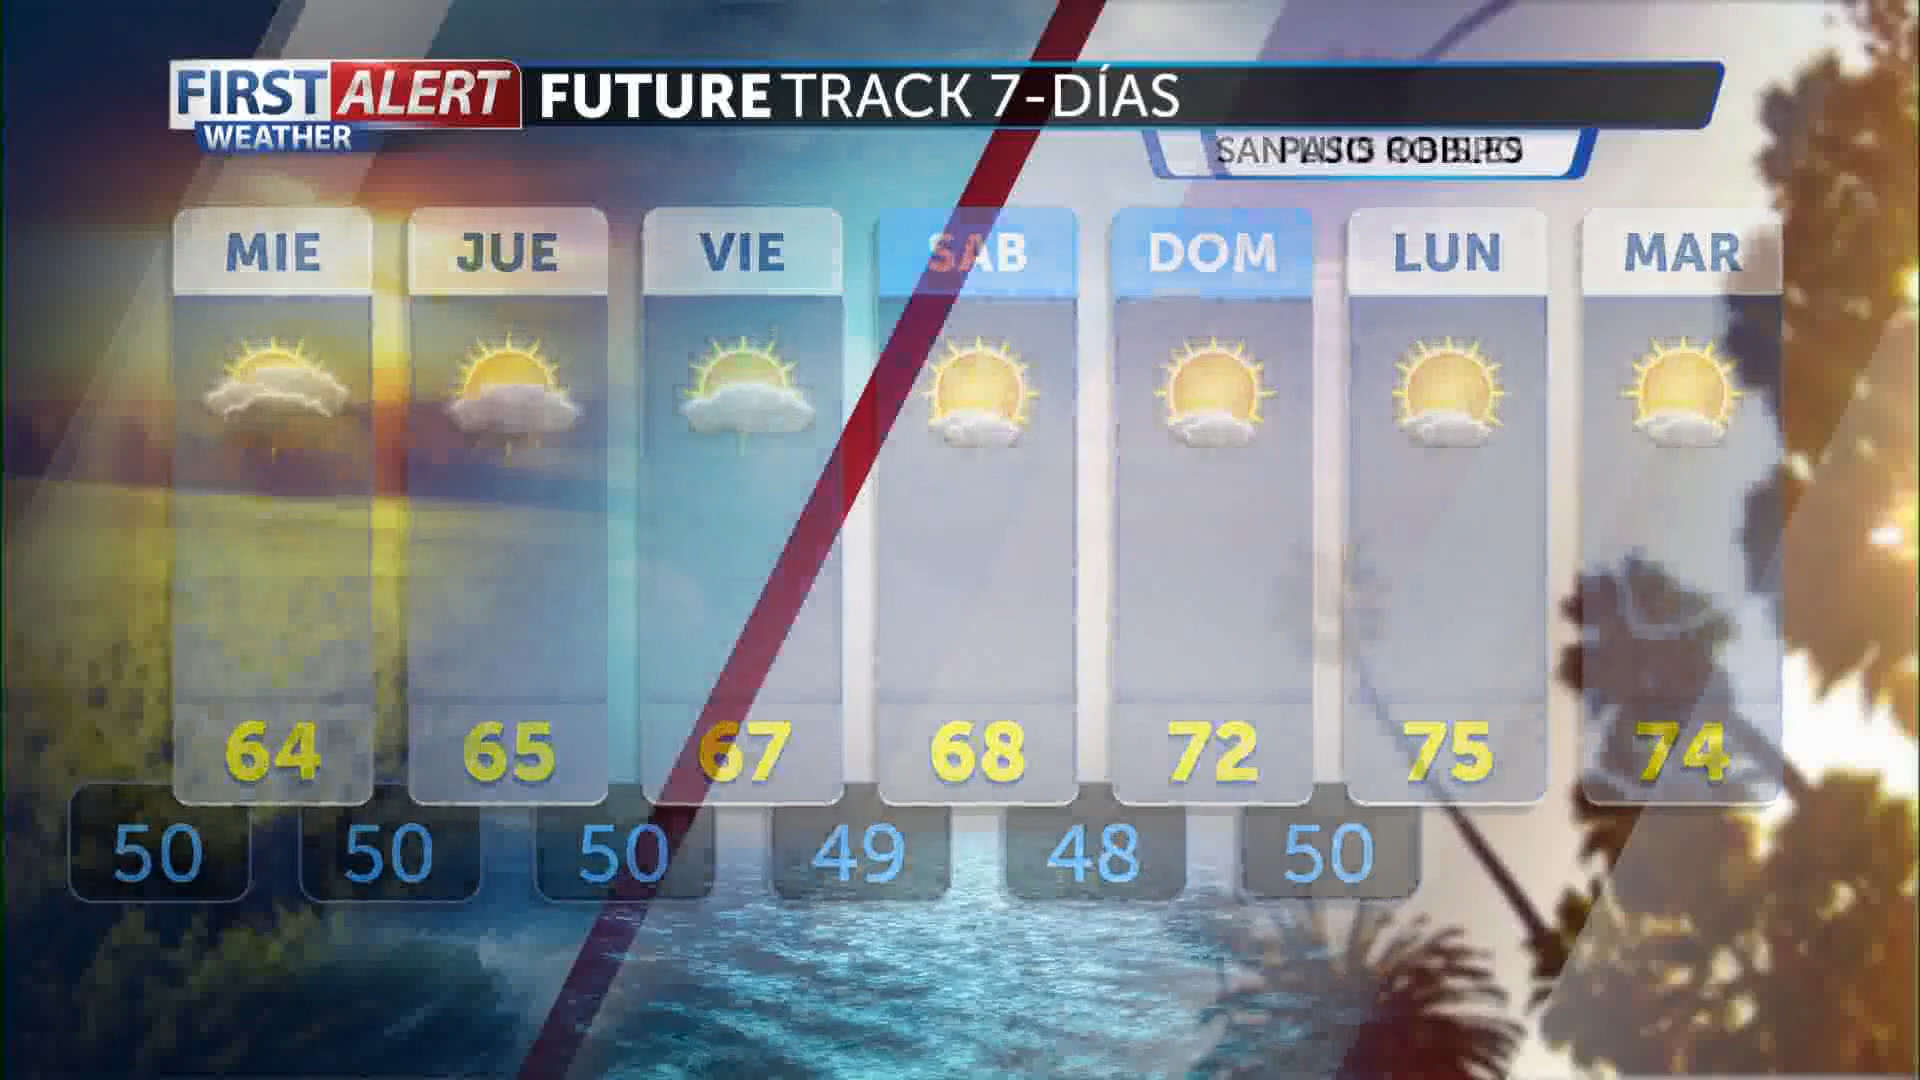 FIRST ALERT
WEATHER
FUTURE TRACK 7-DÍAS
MIE JUE VIE SAB DOM LUN MAR
64 65 67 68 72 75 74
50 50 50 49 48 50